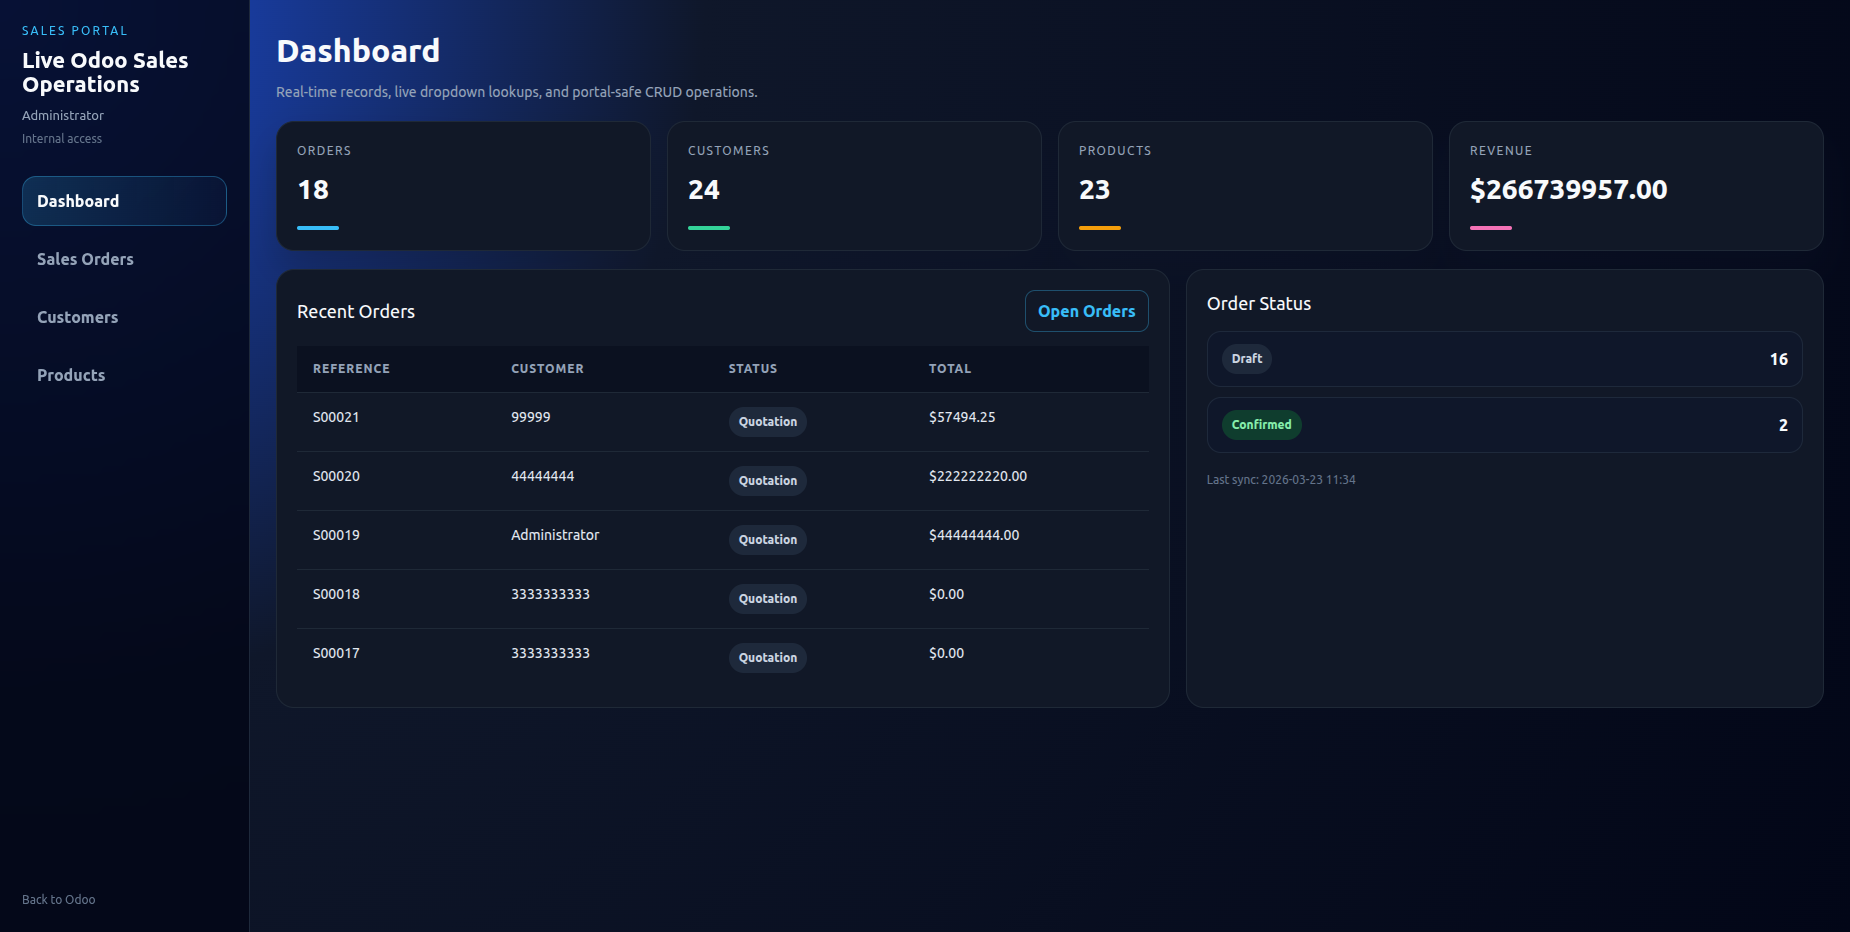 SALES PORTAL
Live Odoo Sales
Operations
Administrator
Internal access
Dashboard
Sales Orders
Customers
Products
Back to Odoo
Dashboard
Real-time records, live dropdown lookups, and portal-safe CRUD operations.
ORDERS
18
CUSTOMERS
24
PRODUCTS
23
REVENUE
$266739957.00
Recent Orders
Open Orders
REFERENCE CUSTOMER STATUS TOTAL
S00021 99999 Quotation $57494.25
S00020 44444444 Quotation $222222220.00
S00019 Administrator Quotation $44444444.00
S00018 3333333333 Quotation $0.00
S00017 3333333333 Quotation $0.00
Order Status
Draft 16
Confirmed 2
Last sync: 2026-03-23 11:34